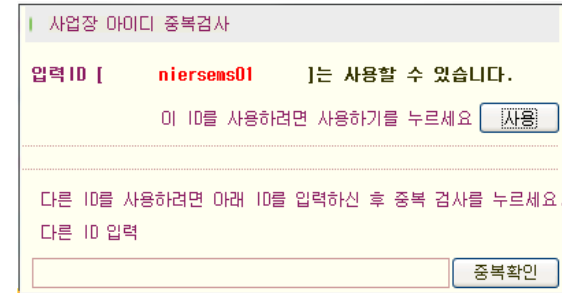 사업장 아이디 중복검사
입력ID [ niersems01 ]는 사용할 수 있습니다.
이 ID를 사용하려면 사용하기를 누르세요 사용
다른 ID를 사용하려면 아래 ID를 입력하신 후 중복 검사를 누르세요.
다른 ID 입력
중복확인